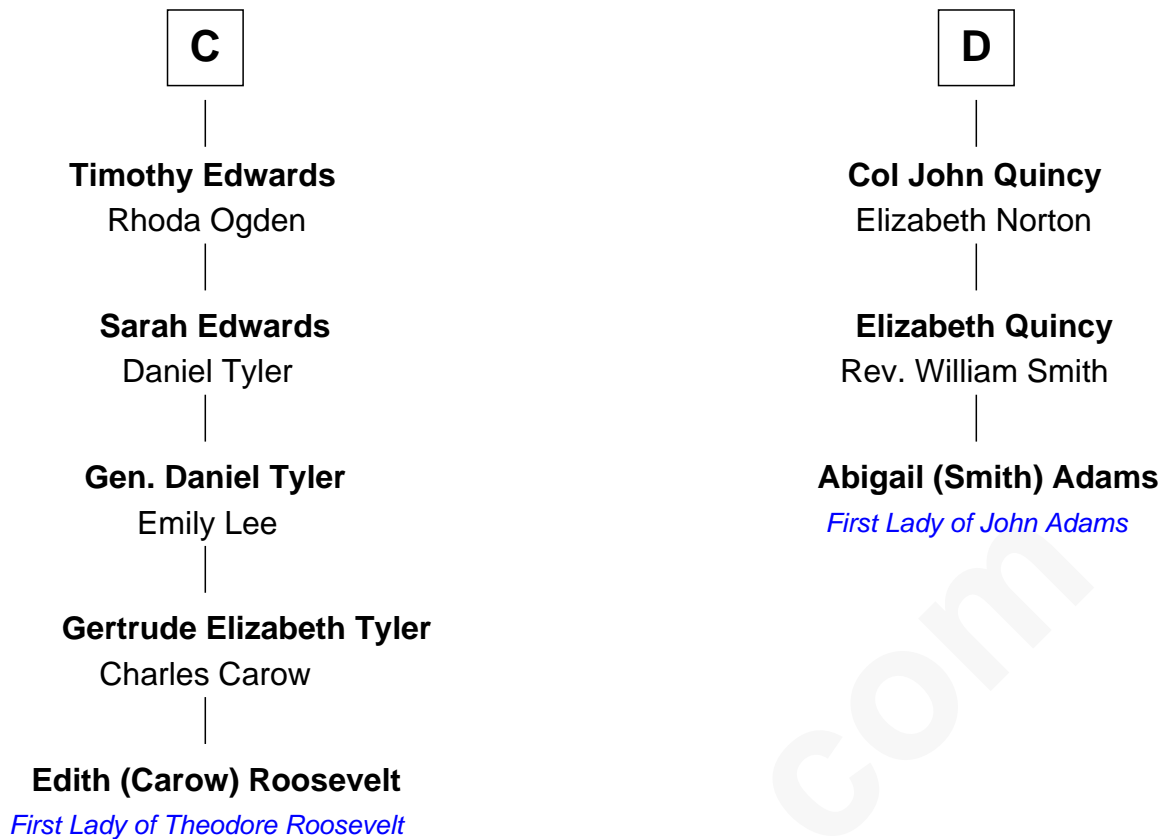 C
Timothy Edwards
Rhoda Ogden
Sarah Edwards
Daniel Tyler
Gen. Daniel Tyler
Emily Lee
Gertrude Elizabeth Tyler
Charles Carow
Edith (Carow) Roosevelt
First Lady of Theodore Roosevelt
D
Col John Quincy
Elizabeth Norton
Elizabeth Quincy
Rev. William Smith
Abigail (Smith) Adams
First Lady of John Adams
com